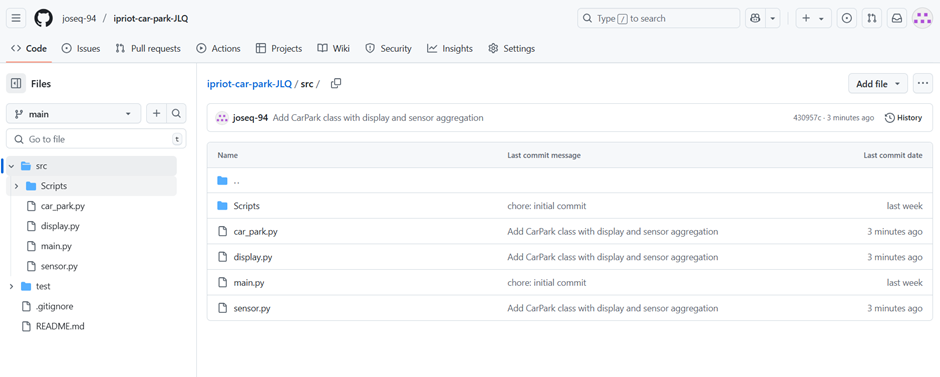 joseq-94 / ipriot-car-park-JLQ
Type / to search
Code
Issues
Pull requests
Actions
Projects
Wiki
Security
Insights
Settings
Files
main
Go to file
t
src
Scripts
car_park.py
display.py
main.py
sensor.py
test
.gitignore
README.md
ipriot-car-park-JLQ / src /
Add file
joseq-94 Add CarPark class with display and sensor aggregation
430957c · 3 minutes ago
History
Name Last commit message Last commit date
..
Scripts chore: initial commit last week
car_park.py Add CarPark class with display and sensor aggregation 3 minutes ago
display.py Add CarPark class with display and sensor aggregation 3 minutes ago
main.py chore: initial commit last week
sensor.py Add CarPark class with display and sensor aggregation 3 minutes ago